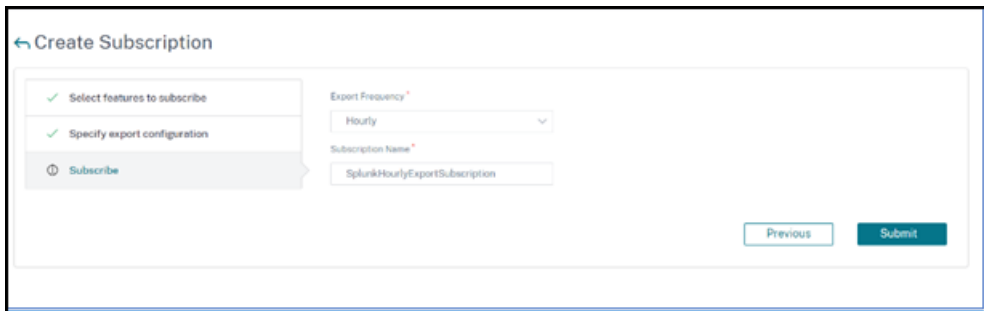 Create Subscription
Select features to subscribe
Specify export configuration
Subscribe
Export Frequency*
Hourly
Subscription Name*
SplunkHourlyExportSubscription
Previous
Submit